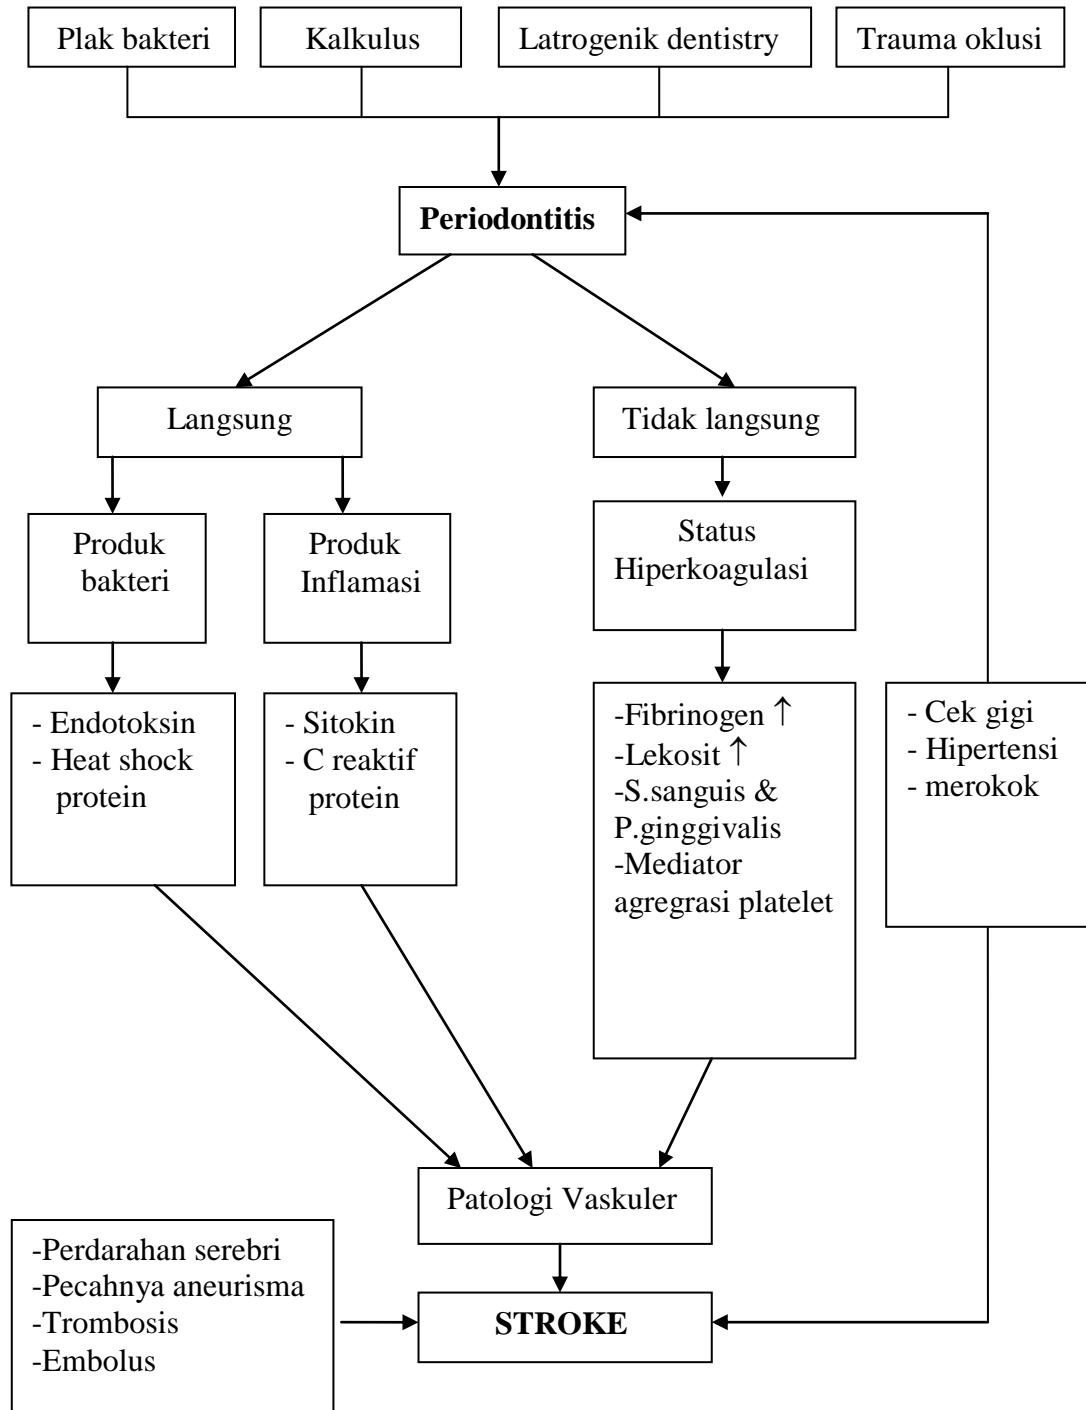 Plak bakteri
Kalkulus
Latrogenik dentistry
Trauma oklusi
Periodontitis
Langsung
Tidak langsung
Produk
bakteri
Produk
Inflamasi
Status
Hiperkoagulasi
- Endotoksin
- Heat shock
protein
- Sitokin
- C reaktif
protein
-Fibrinogen ↑
-Lekosit ↑
-S.sanguis &
P.ginggivalis
-Mediator
agregrasi platelet
- Cek gigi
- Hipertensi
- merokok
Patologi Vaskuler
-Perdarahan serebri
-Pecahnya aneurisma
-Trombosis
-Embolus
STROKE